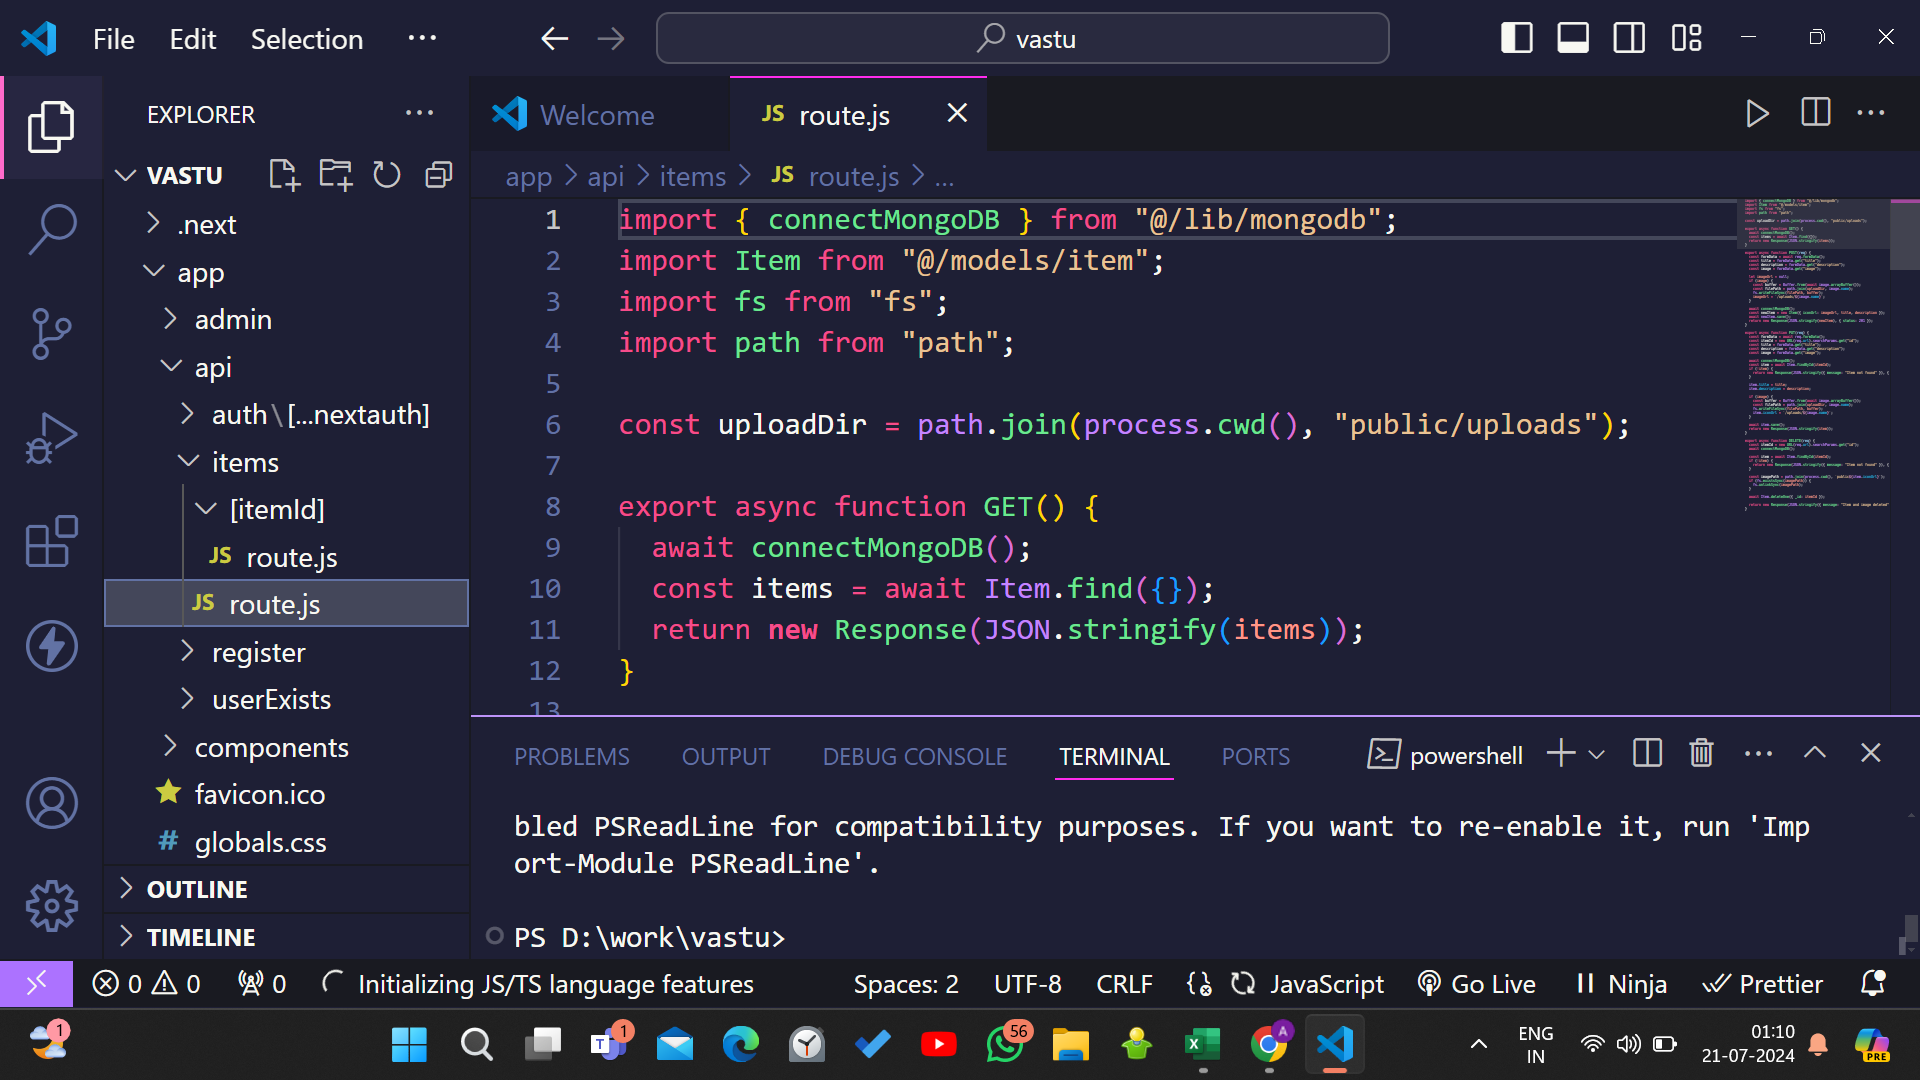 File Edit Selection ···
vastu
EXPLORER ···
VASTU
.next
app
admin
api
auth\[...nextauth]
items
[itemId]
JS route.js
JS route.js
register
userExists
components
favicon.ico
# globals.css
OUTLINE
TIMELINE
Welcome
JS route.js
app > api > items > JS route.js > ...
1 import { connectMongoDB } from "@/lib/mongodb";
2 import Item from "@/models/item";
3 import fs from "fs";
4 import path from "path";
5
6 const uploadDir = path.join(process.cwd(), "public/uploads");
7
8 export async function GET() {
9 await connectMongoDB();
10 const items = await Item.find({});
11 return new Response(JSON.stringify(items));
12 }
13
PROBLEMS OUTPUT DEBUG CONSOLE TERMINAL PORTS powershell
bled PSReadLine for compatibility purposes. If you want to re-enable it, run 'Imp
ort-Module PSReadLine'.
PS D:\work\vastu>
0 0 0 Initializing JS/TS language features Spaces: 2 UTF-8 CRLF JavaScript Go Live Ninja Prettier
1
1
56
A
ENG
IN
01:10
21-07-2024
PRE